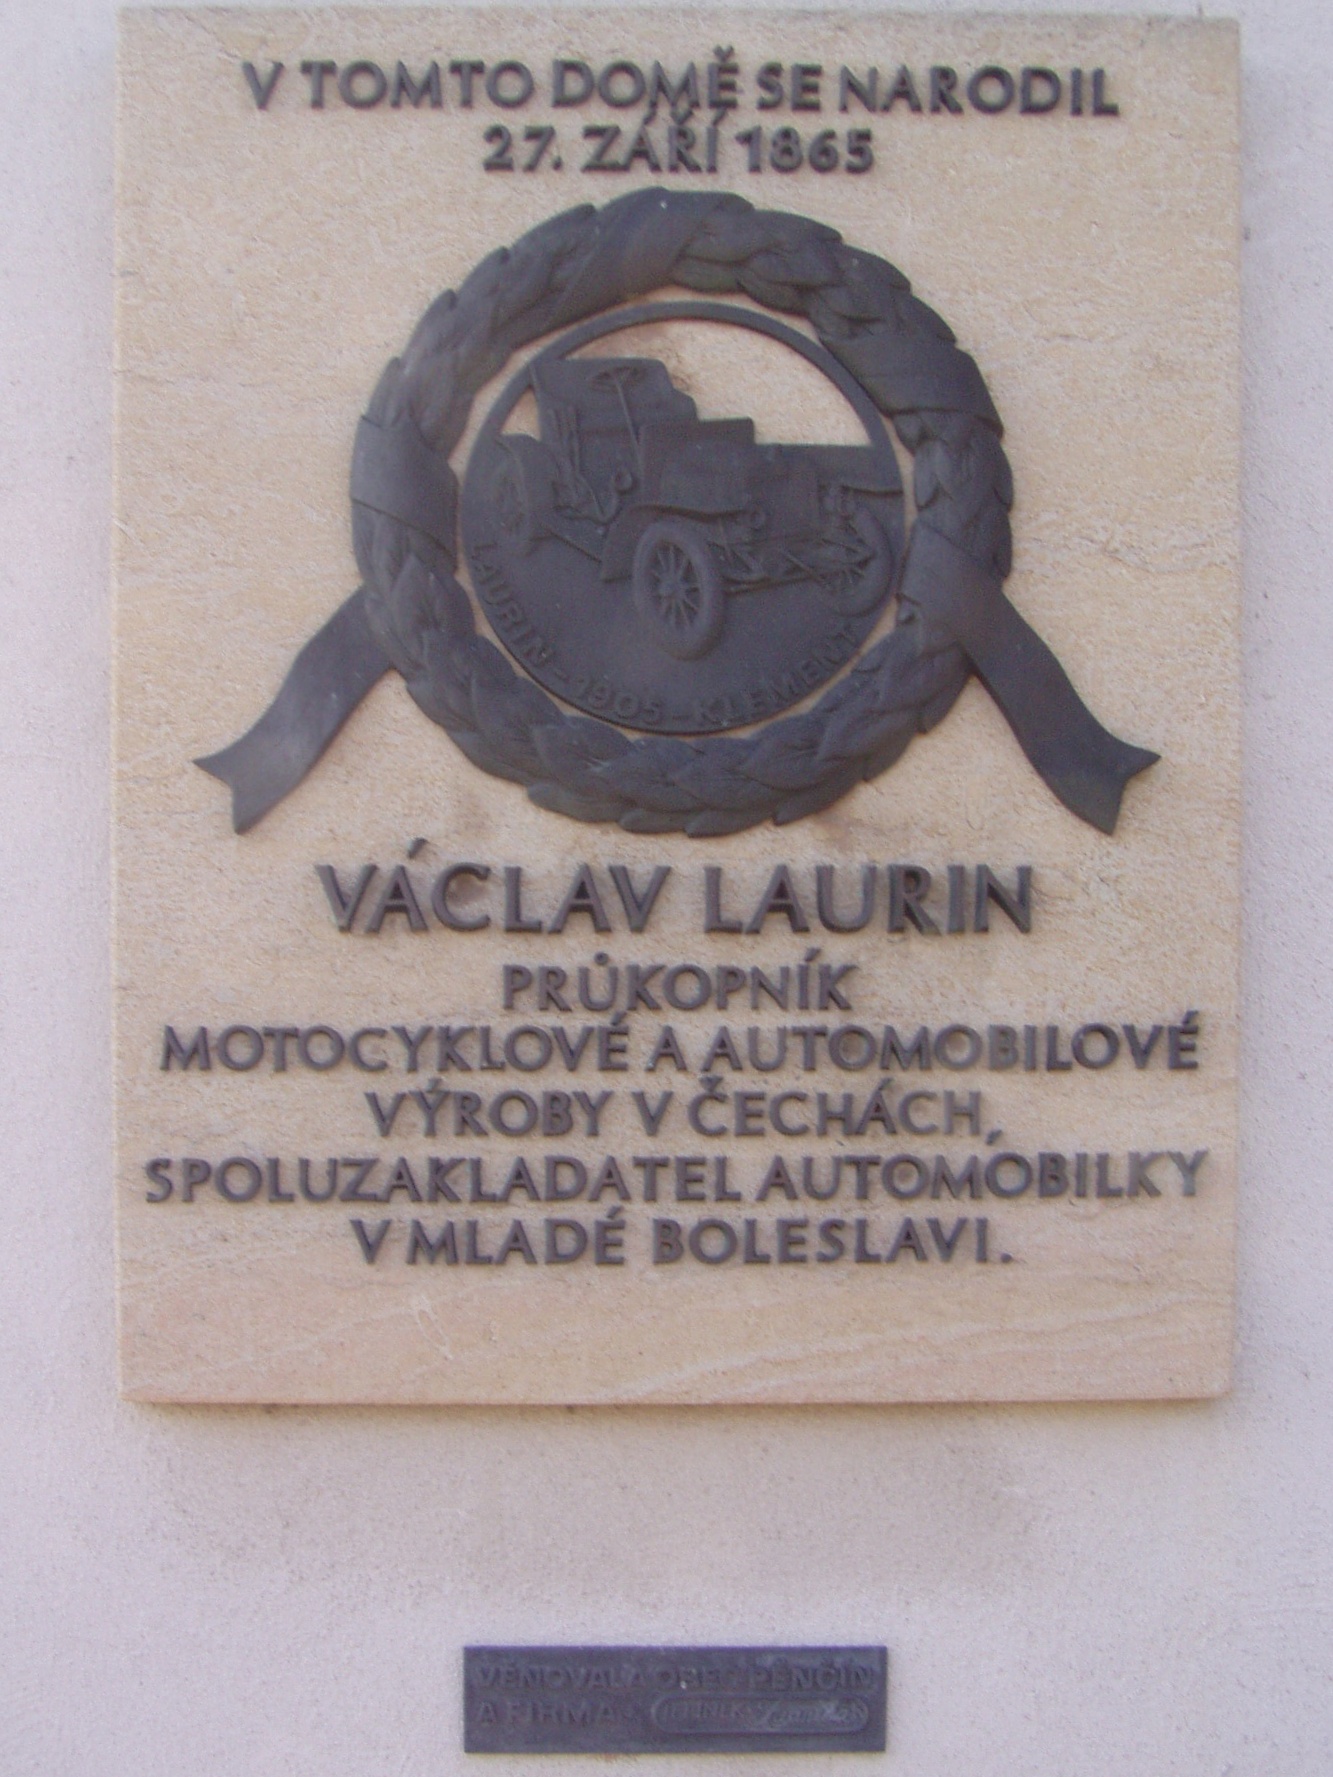 V TOMTO DOMĚ SE NARODIL
27. ZÁŘÍ 1865
LAURIN – 1905 – KLEMENT
VÁCLAV LAURIN
PRŮKOPNÍK
MOTOCYKLOVÉ A AUTOMOBILOVÉ
VÝROBY V ČECHÁCH,
SPOLUZAKLADATEL AUTOMOBILKY
V MLADÉ BOLESLAVI.
VĚNOVALA OBEC PĚNČÍN
A FIRMA